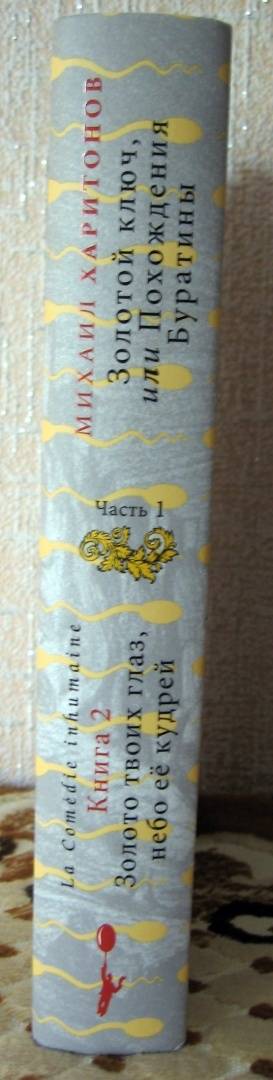 МИХАИЛ ХАРИТОНОВ
Золотой ключ,
или Похождения
Буратины
Часть 1
La Comédie inhumaine
Книга 2
Золото твоих глаз,
небо её кудрей